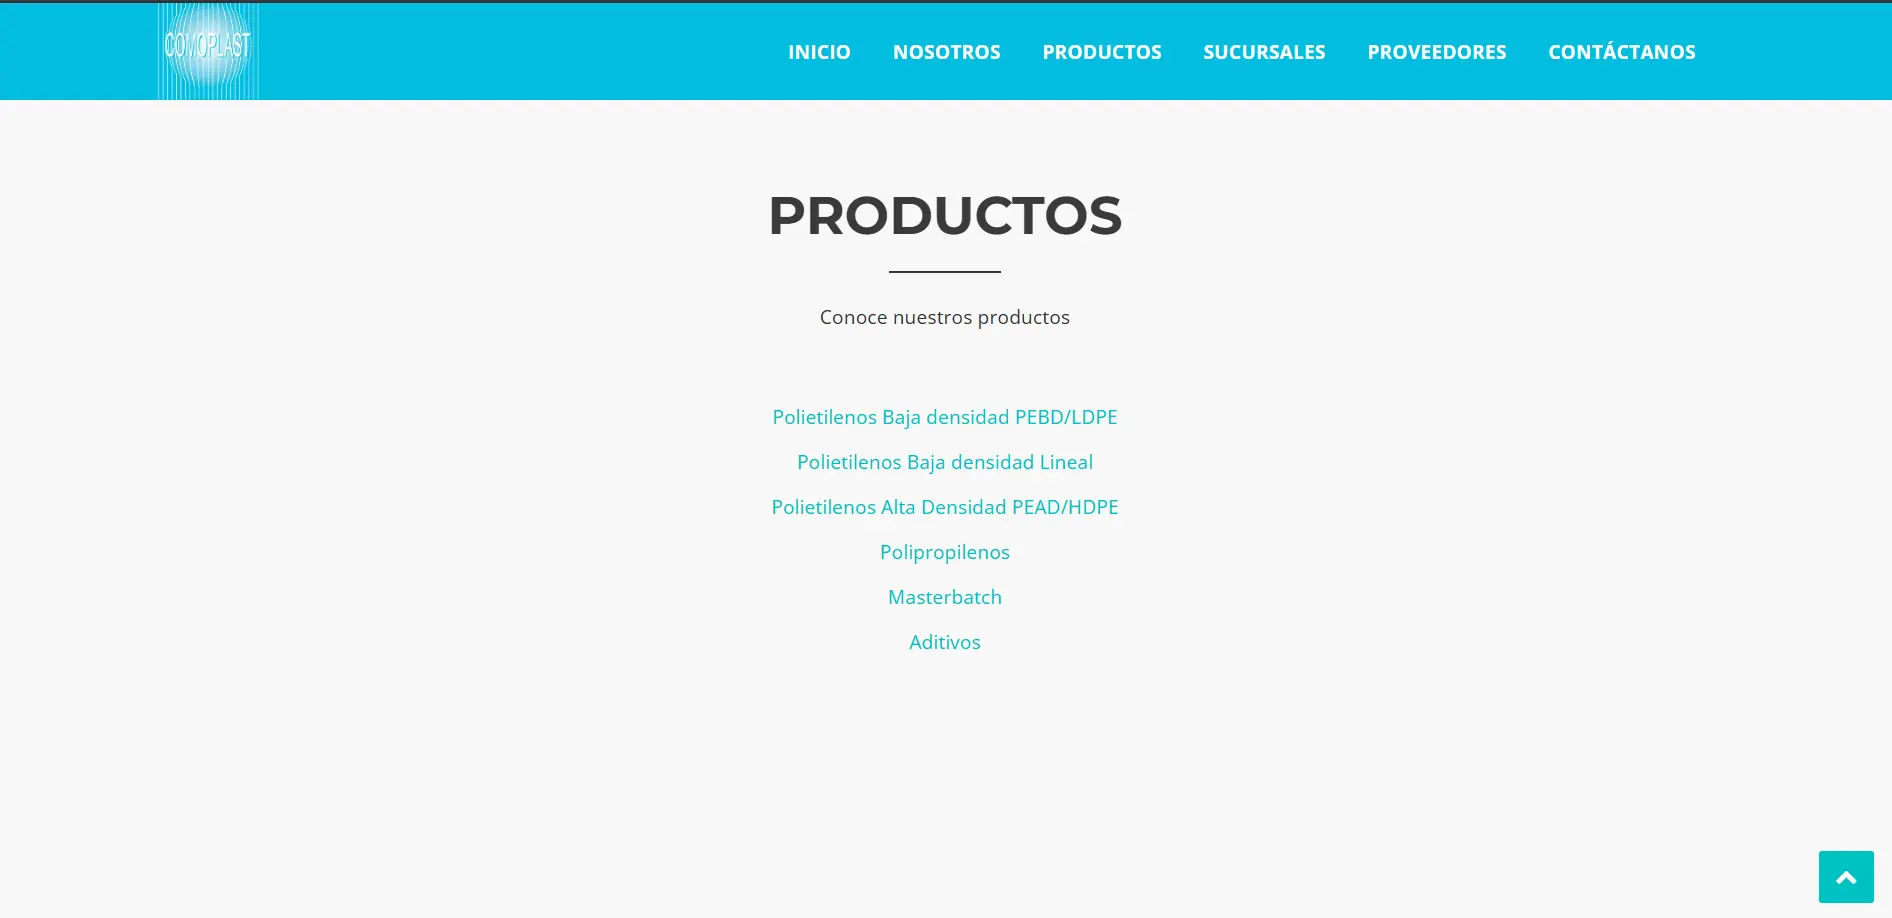 COMOPLAST
INICIO NOSOTROS PRODUCTOS SUCURSALES PROVEEDORES CONTÁCTANOS
PRODUCTOS
Conoce nuestros productos
Polietilenos Baja densidad PEBD/LDPE
Polietilenos Baja densidad Lineal
Polietilenos Alta Densidad PEAD/HDPE
Polipropilenos
Masterbatch
Aditivos